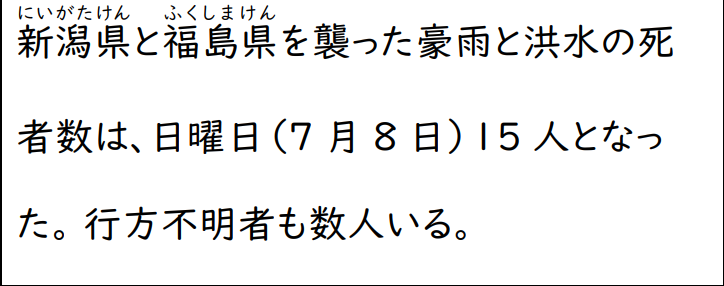 にいがたけん ふくしまけん
新潟県と福島県を襲った豪雨と洪水の死
者数は、日曜日(7月8日)15人となっ
た。行方不明者も数人いる。